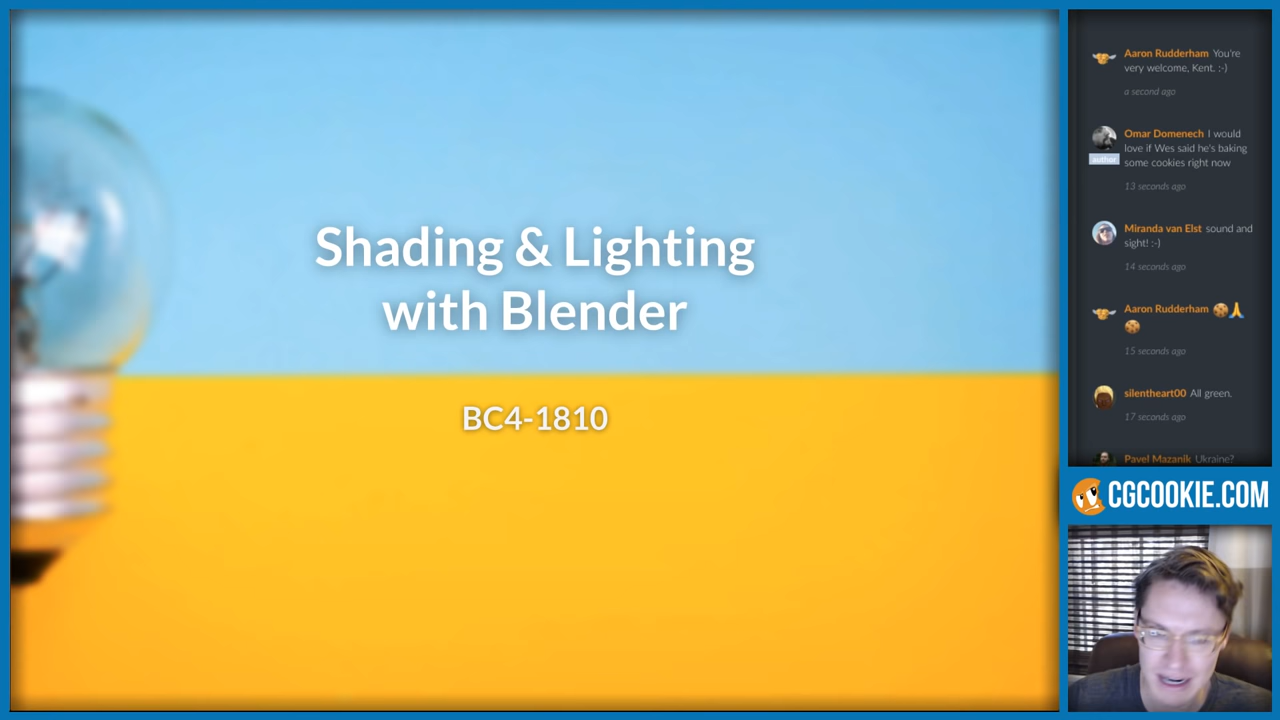 Shading & Lighting
with Blender
BC4-1810
Aaron Rudderham You're
very welcome, Kent. :-)
a second ago
Omar Domenech I would
love if Wes said he's baking
some cookies right now
author
13 seconds ago
Miranda van Elst sound and
sight! :-)
14 seconds ago
Aaron Rudderham 🍪🙏
🍪
15 seconds ago
silentheart00 All green.
17 seconds ago
Pavel Mazanik Ukraine?
CGCOOKIE.COM